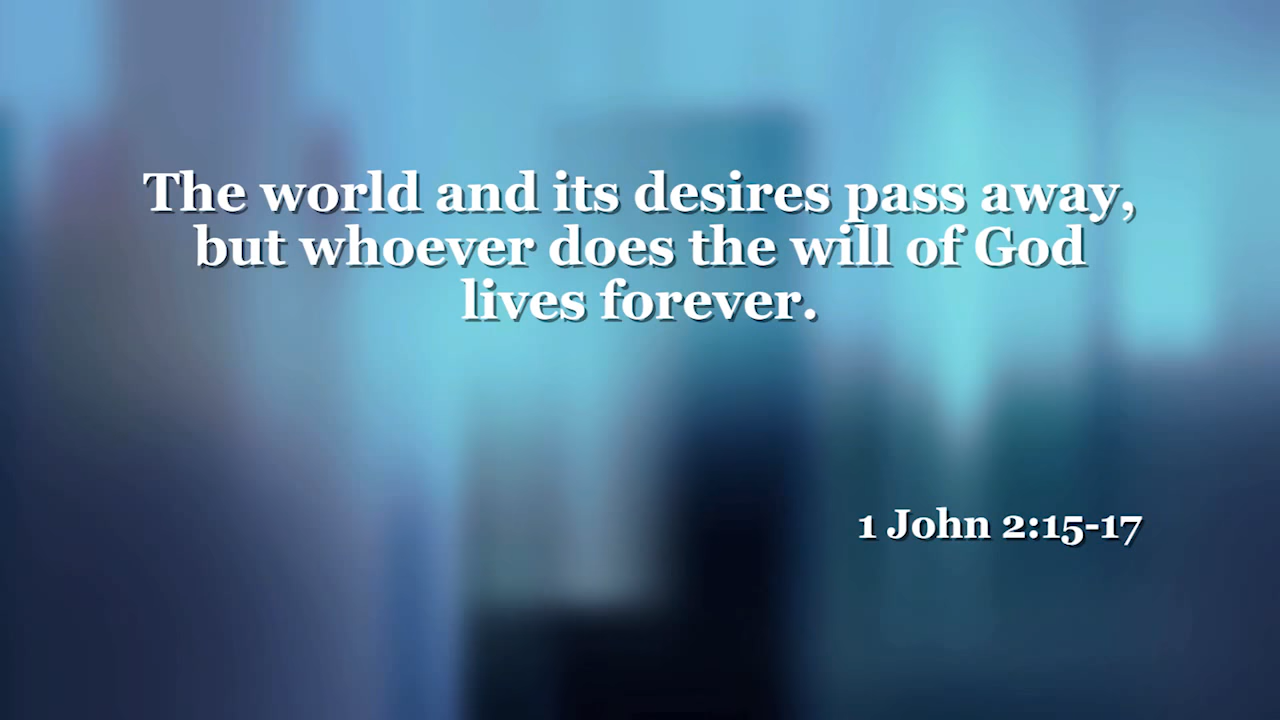 The world and its desires pass away,
but whoever does the will of God
lives forever.
1 John 2:15-17